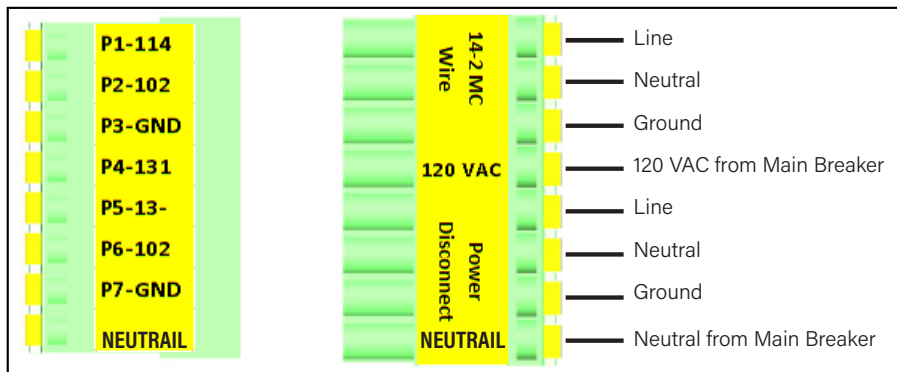 P1-114
P2-102
P3-GND
P4-131
P5-13-
P6-102
P7-GND
NEUTRAIL
14-2 MC
Wire
120 VAC
Power
Disconnect
NEUTRAIL
Line
Neutral
Ground
120 VAC from Main Breaker
Line
Neutral
Ground
Neutral from Main Breaker